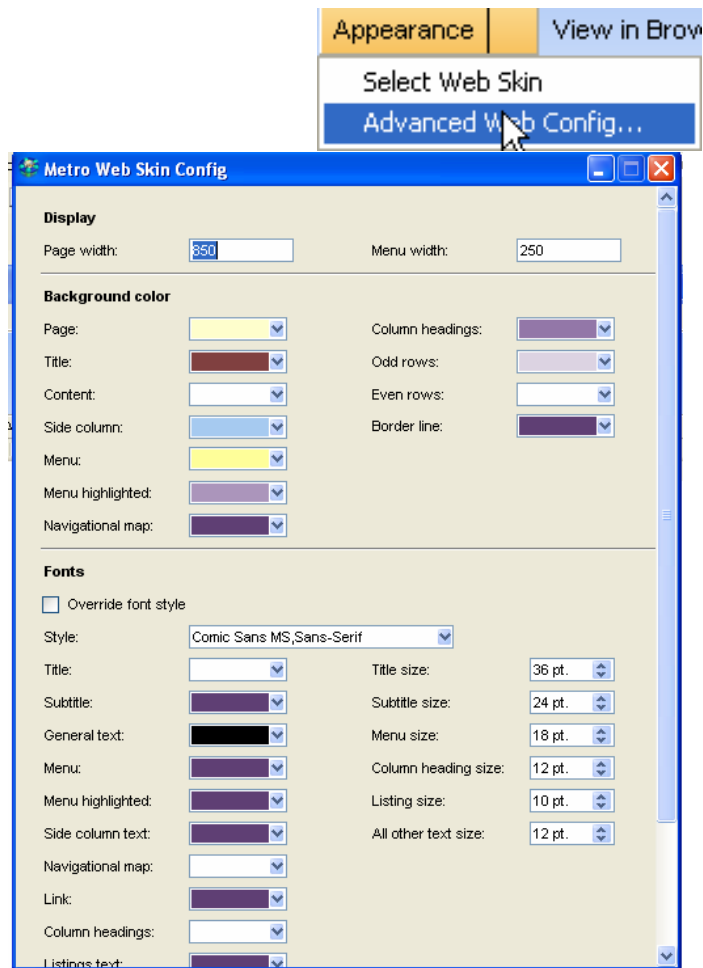 Appearance View in Brow
Select Web Skin
Advanced Web Config...
Metro Web Skin Config
Display
Page width: 850 Menu width: 250
Background color
Page: Column headings:
Title: Odd rows:
Content: Even rows:
Side column: Border line:
Menu:
Menu highlighted:
Navigational map:
Fonts
Override font style
Style: Comic Sans MS,Sans-Serif
Title: Title size: 36 pt.
Subtitle: Subtitle size: 24 pt.
General text: Menu size: 18 pt.
Menu: Column heading size: 12 pt.
Menu highlighted: Listing size: 10 pt.
Side column text: All other text size: 12 pt.
Navigational map:
Link:
Column headings:
Listings text: